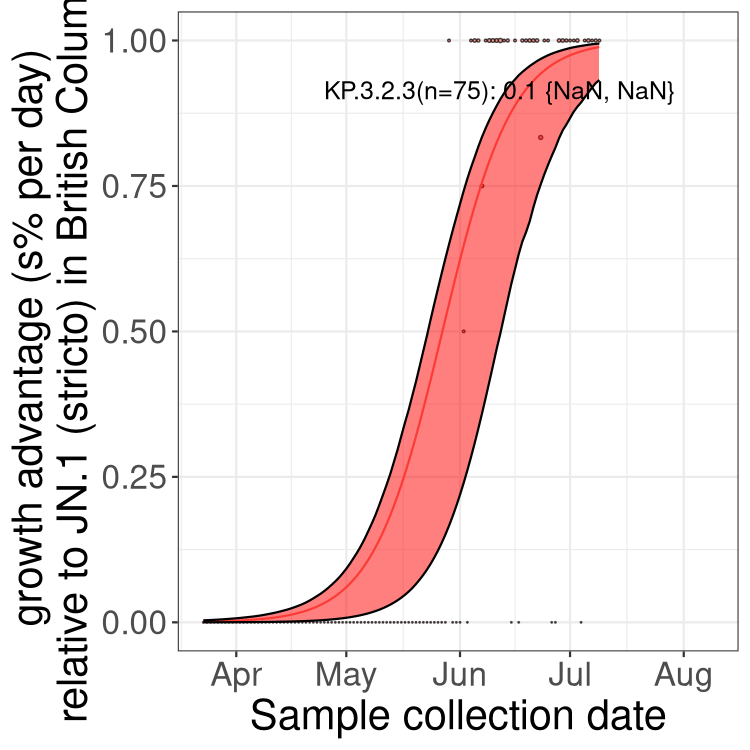 growth advantage (s% per day)
relative to JN.1 (stricto) in British Colum
1.00
0.75
0.50
0.25
0.00
KP.3.2.3(n=75): 0.1 {NaN, NaN}
Apr May Jun Jul Aug
Sample collection date